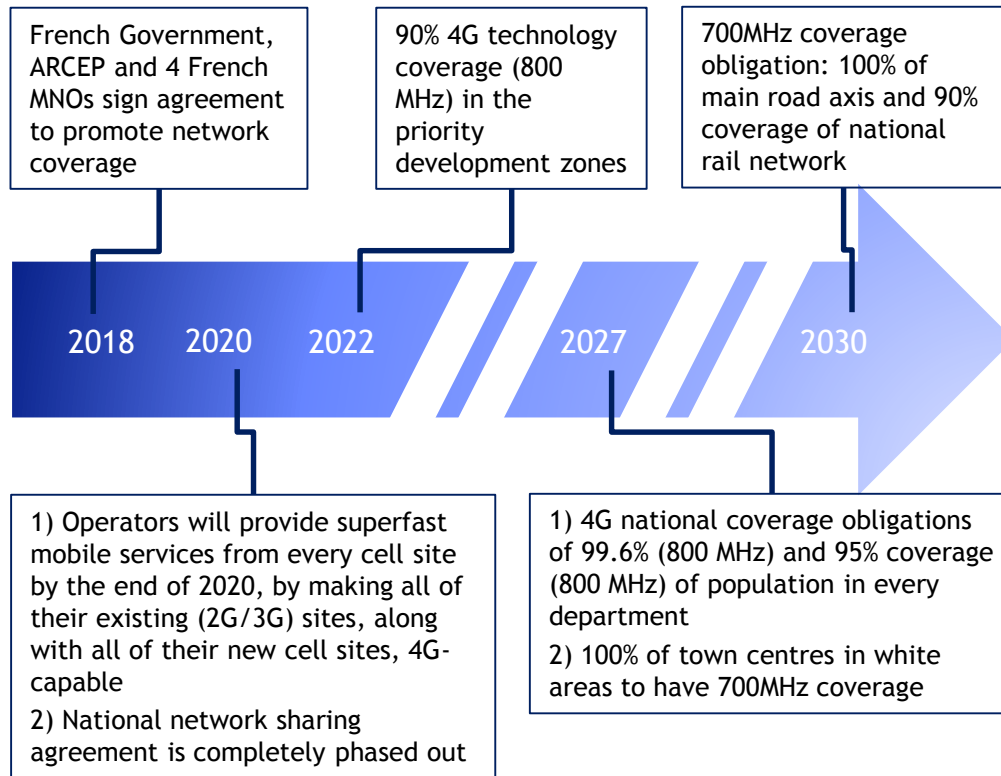 French Government,
ARCEP and 4 French
MNOs sign agreement
to promote network
coverage
90% 4G technology
coverage (800
MHz) in the
priority
development zones
700MHz coverage
obligation: 100% of
main road axis and 90%
coverage of national
rail network
2018
2020
2022
2027
2030
1) Operators will provide superfast
mobile services from every cell site
by the end of 2020, by making all of
their existing (2G/3G) sites, along
with all of their new cell sites, 4G-
capable
2) National network sharing
agreement is completely phased out
1) 4G national coverage obligations
of 99.6% (800 MHz) and 95% coverage
(800 MHz) of population in every
department
2) 100% of town centres in white
areas to have 700MHz coverage